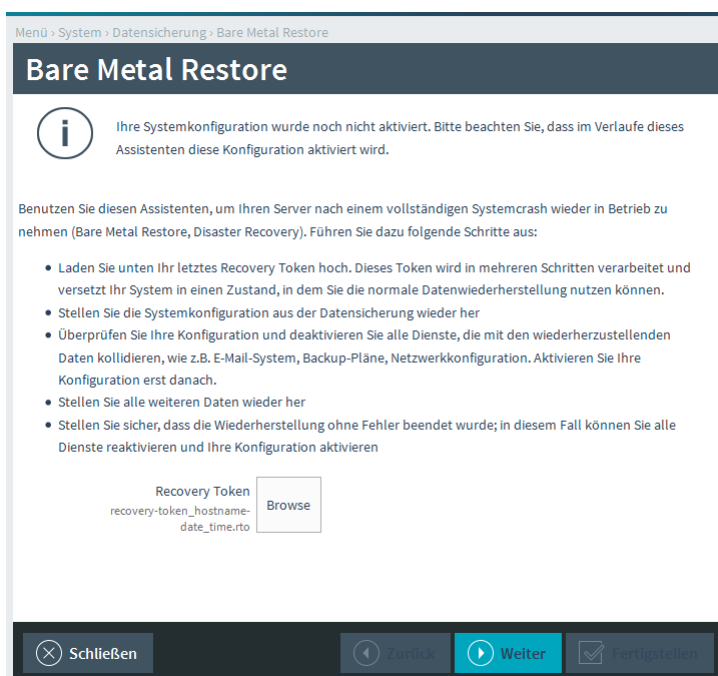 Menü › System › Datensicherung › Bare Metal Restore
Bare Metal Restore
Ihre Systemkonfiguration wurde noch nicht aktiviert. Bitte beachten Sie, dass im Verlaufe dieses
Assistenten diese Konfiguration aktiviert wird.
Benutzen Sie diesen Assistenten, um Ihren Server nach einem vollständigen Systemcrash wieder in Betrieb zu
nehmen (Bare Metal Restore, Disaster Recovery). Führen Sie dazu folgende Schritte aus:
• Laden Sie unten Ihr letztes Recovery Token hoch. Dieses Token wird in mehreren Schritten verarbeitet und
versetzt Ihr System in einen Zustand, in dem Sie die normale Datenwiederherstellung nutzen können.
• Stellen Sie die Systemkonfiguration aus der Datensicherung wieder her
• Überprüfen Sie Ihre Konfiguration und deaktivieren Sie alle Dienste, die mit den wiederherzustellenden
Daten kollidieren, wie z.B. E-Mail-System, Backup-Pläne, Netzwerkkonfiguration. Aktivieren Sie Ihre
Konfiguration erst danach.
• Stellen Sie alle weiteren Daten wieder her
• Stellen Sie sicher, dass die Wiederherstellung ohne Fehler beendet wurde; in diesem Fall können Sie alle
Dienste reaktivieren und Ihre Konfiguration aktivieren
Recovery Token
recovery-token_hostname-
date_time.rto
Browse
Schließen
Zurück
Weiter
Fertigstellen